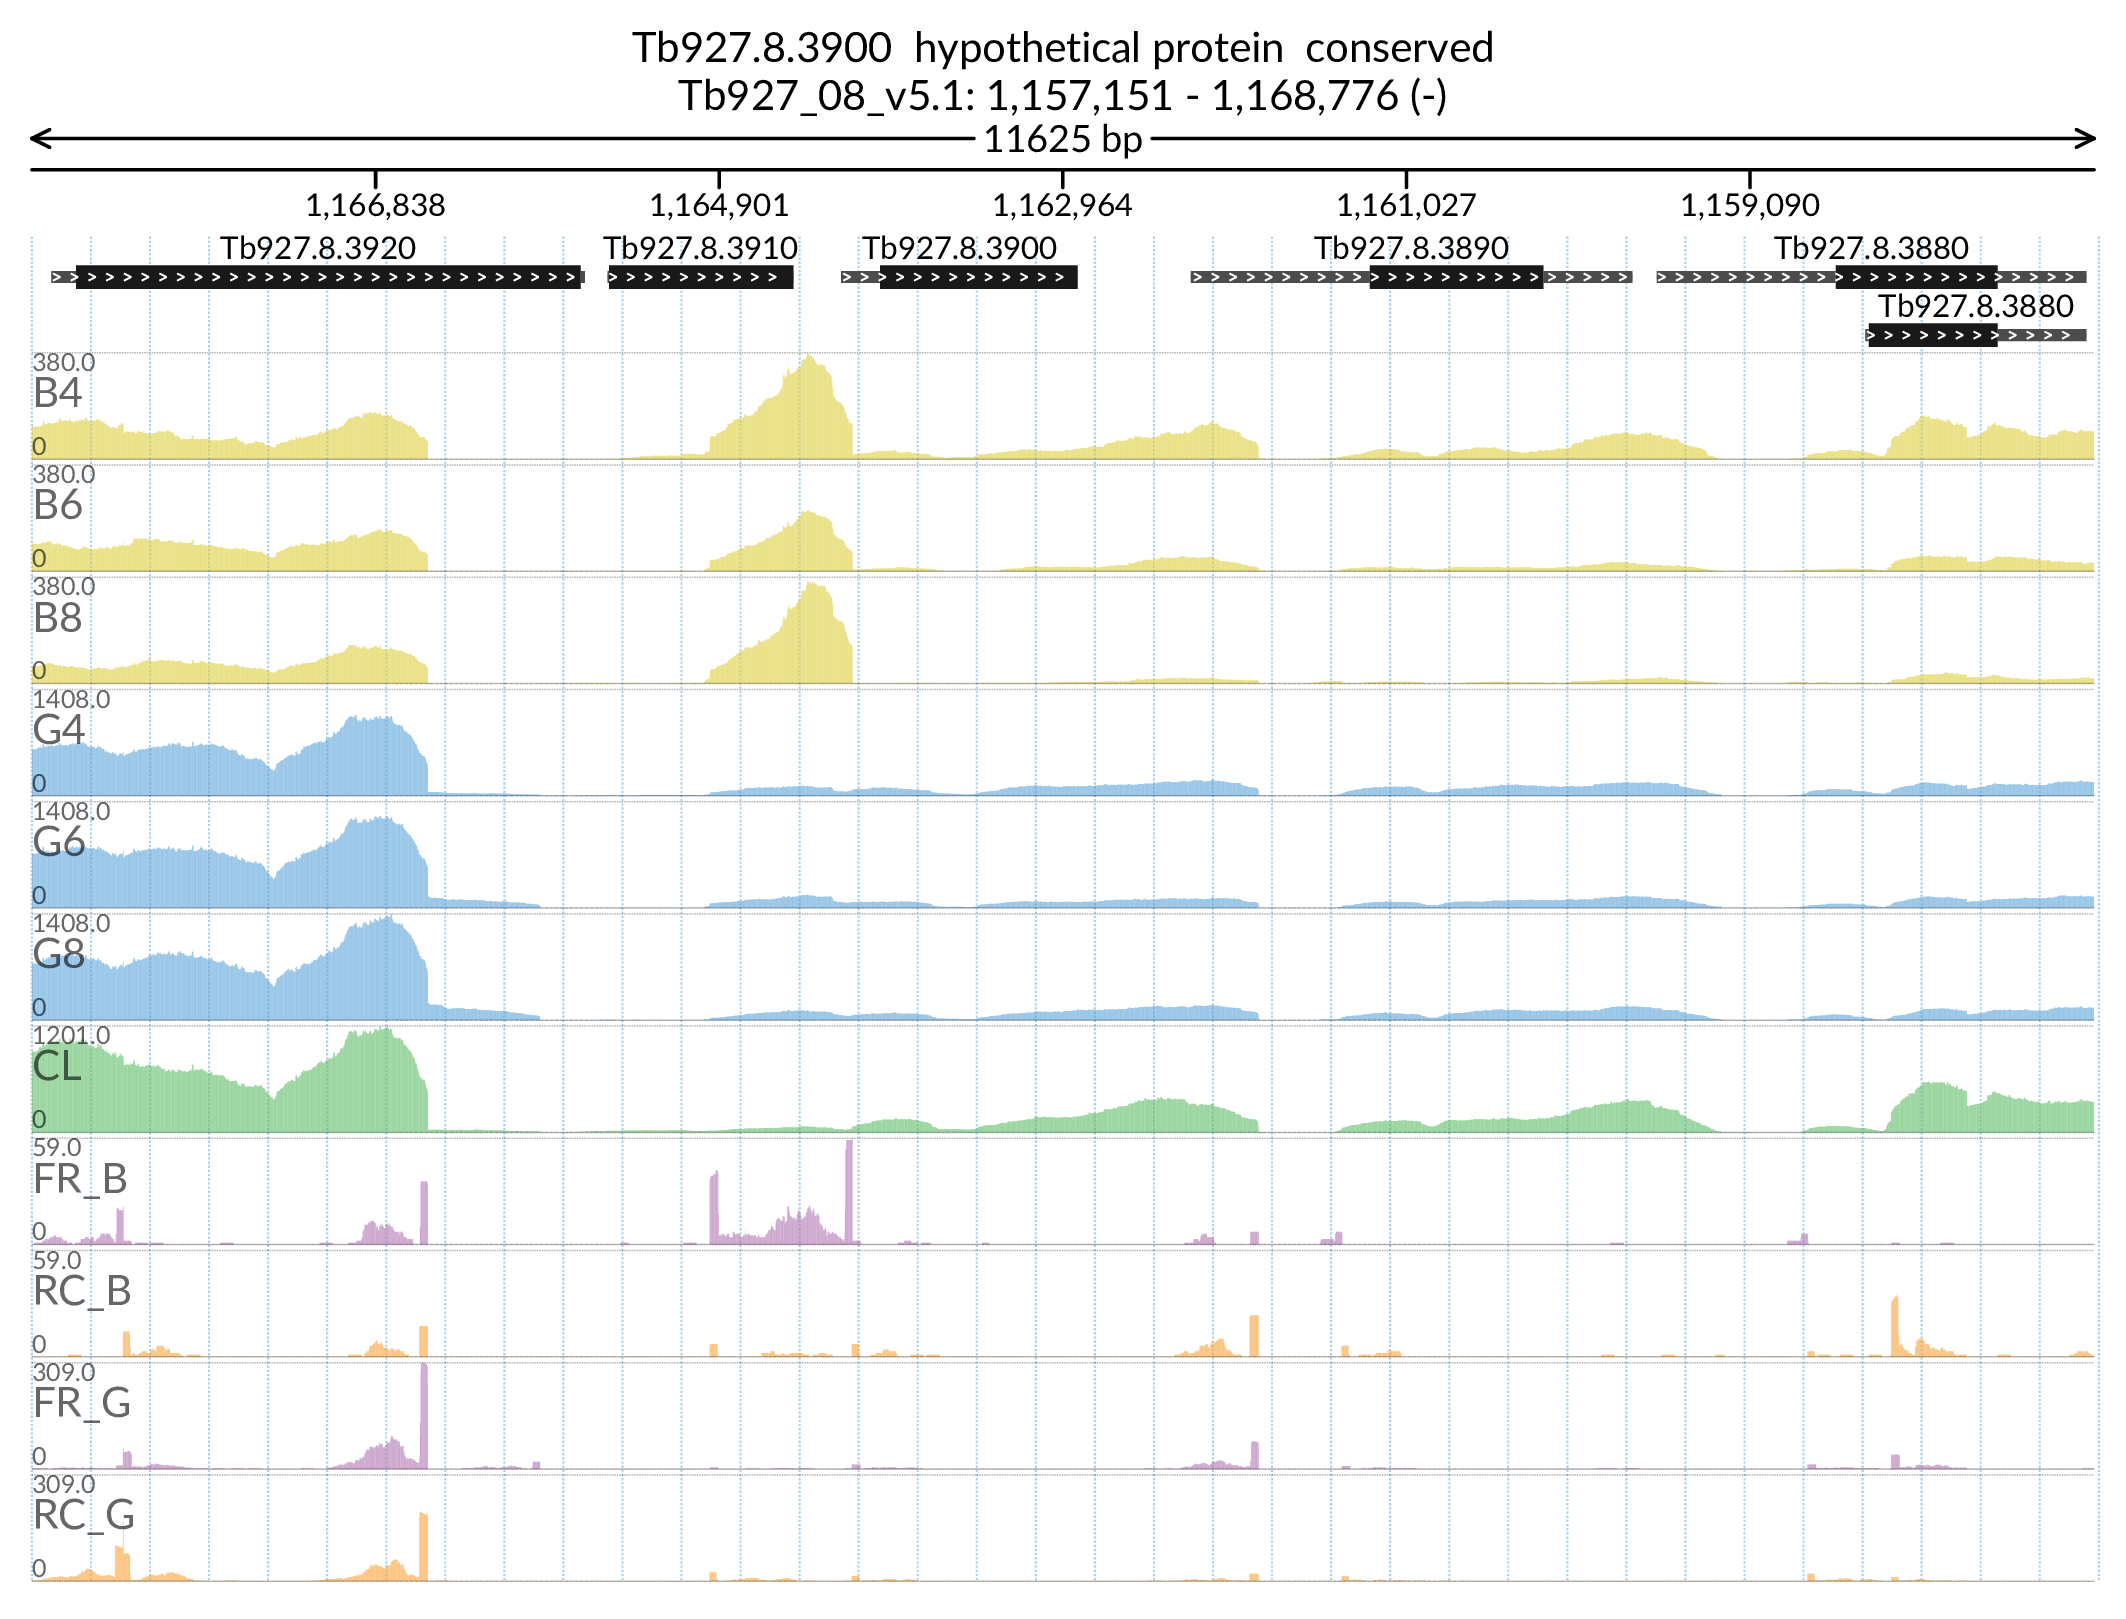 Tb927.8.3900  hypothetical protein  conserved
Tb927_08_v5.1: 1,157,151 - 1,168,776 (-)
11625 bp
1,166,838 1,164,901 1,162,964 1,161,027 1,159,090
Tb927.8.3920 Tb927.8.3910 Tb927.8.3900 Tb927.8.3890 Tb927.8.3880
Tb927.8.3880
380.0
B4
0
380.0
B6
0
380.0
B8
0
1408.0
G4
0
1408.0
G6
0
1408.0
G8
0
1201.0
CL
0
59.0
FR_B
0
59.0
RC_B
0
309.0
FR_G
0
309.0
RC_G
0